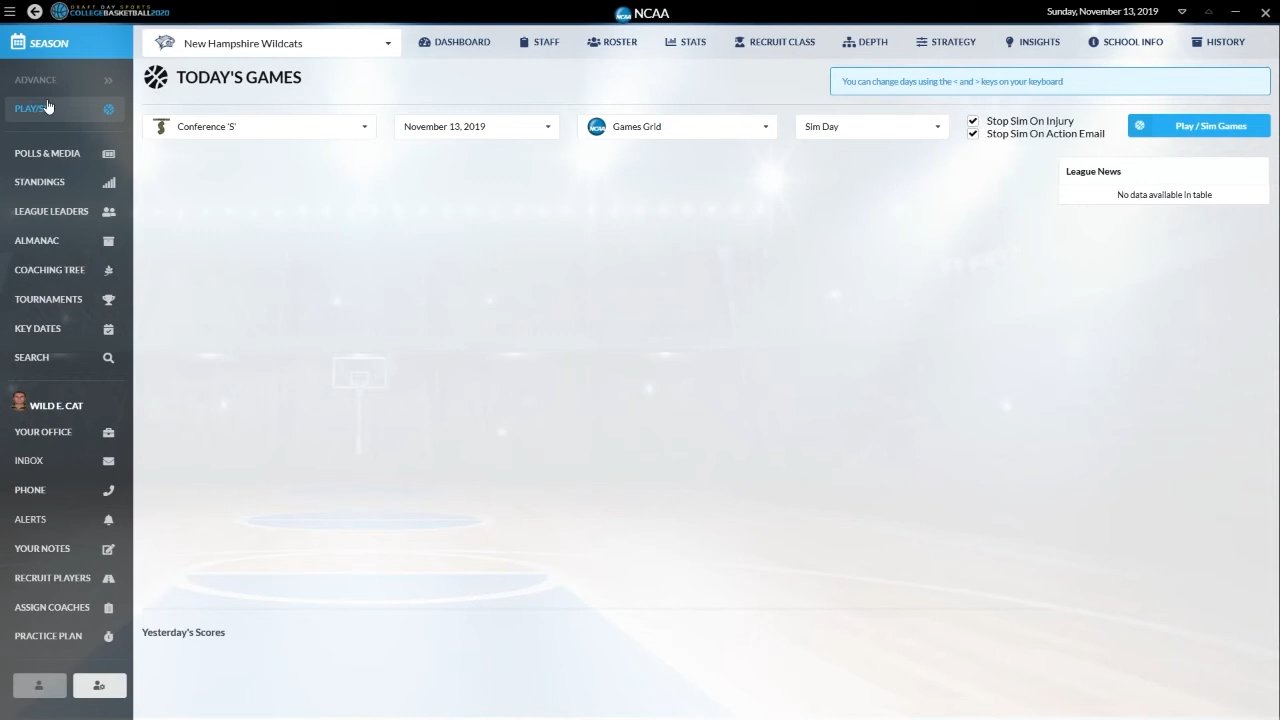 DRAFT DAY SPORTS
COLLEGE BASKETBALL 2020
NCAA
Sunday, November 13, 2019
SEASON
New Hampshire Wildcats
DASHBOARD
STAFF
ROSTER
STATS
RECRUIT CLASS
DEPTH
STRATEGY
INSIGHTS
SCHOOL INFO
HISTORY
ADVANCE
PLAY/S
POLLS & MEDIA
STANDINGS
LEAGUE LEADERS
ALMANAC
COACHING TREE
TOURNAMENTS
KEY DATES
SEARCH
WILD E. CAT
YOUR OFFICE
INBOX
PHONE
ALERTS
YOUR NOTES
RECRUIT PLAYERS
ASSIGN COACHES
PRACTICE PLAN
TODAY'S GAMES
You can change days using the < and > keys on your keyboard
Conference 'S'
November 13, 2019
NCAA
Games Grid
Sim Day
Stop Sim On Injury
Stop Sim On Action Email
Play / Sim Games
League News
No data available in table
Yesterday's Scores